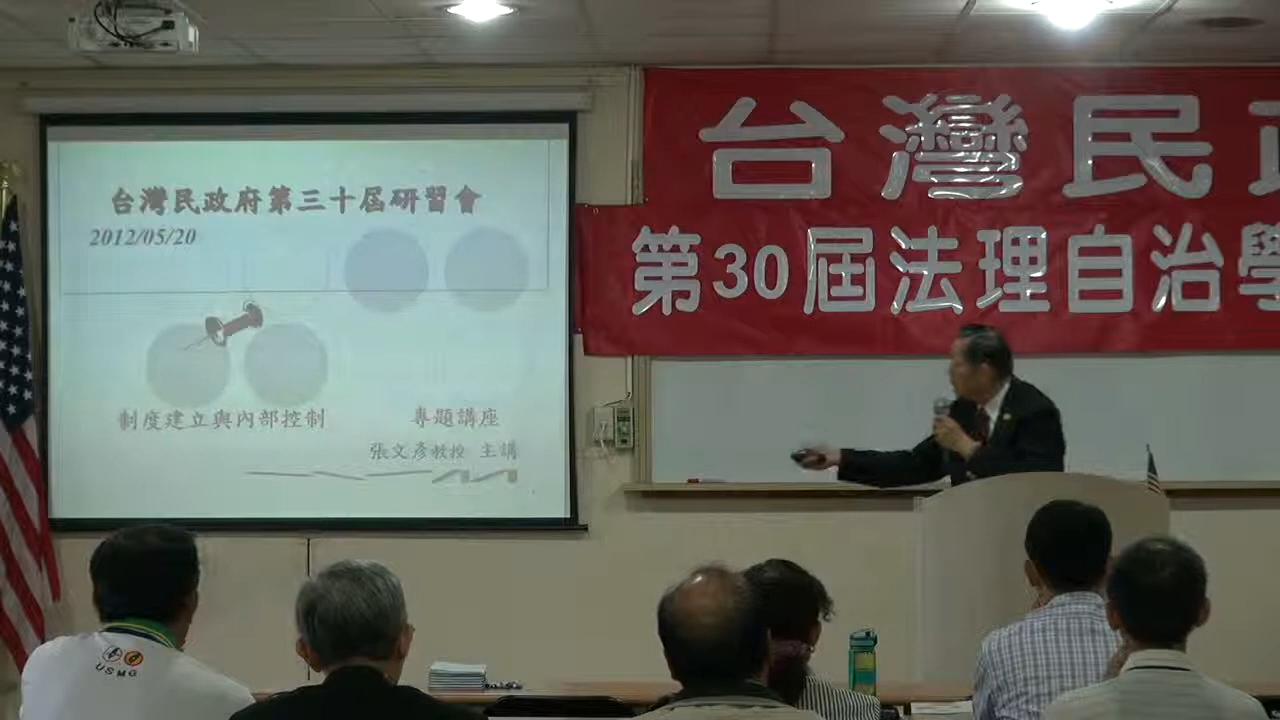 台灣民政府第三十屆研習會
2012/05/20
制度建立與內部控制
專題講座
張文彥教授 主講
台灣民
第30屆法理自治學
USMG